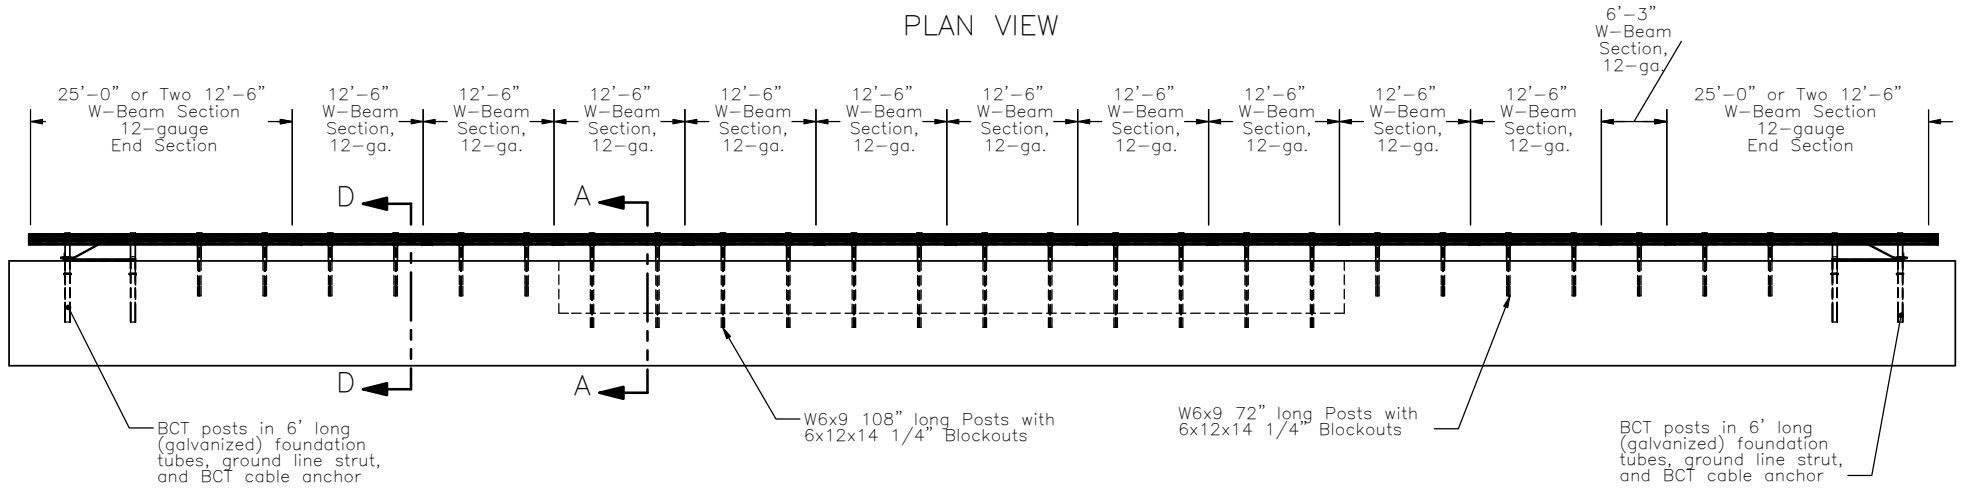 PLAN VIEW
6'-3"
W-Beam
Section,
12-ga.
25'-0" or Two 12'-6"
W-Beam Section
12-gauge
End Section
12'-6"
W-Beam
Section,
12-ga.
12'-6"
W-Beam
Section,
12-ga.
12'-6"
W-Beam
Section,
12-ga.
12'-6"
W-Beam
Section,
12-ga.
12'-6"
W-Beam
Section,
12-ga.
12'-6"
W-Beam
Section,
12-ga.
12'-6"
W-Beam
Section,
12-ga.
12'-6"
W-Beam
Section,
12-ga.
12'-6"
W-Beam
Section,
12-ga.
12'-6"
W-Beam
Section,
12-ga.
25'-0" or Two 12'-6"
W-Beam Section
12-gauge
End Section
D
A
D
A
BCT posts in 6' long
(galvanized) foundation
tubes, ground line strut,
and BCT cable anchor
W6x9 108" long Posts with
6x12x14 1/4" Blockouts
W6x9 72" long Posts with
6x12x14 1/4" Blockouts
BCT posts in 6' long
(galvanized) foundation
tubes, ground line strut,
and BCT cable anchor